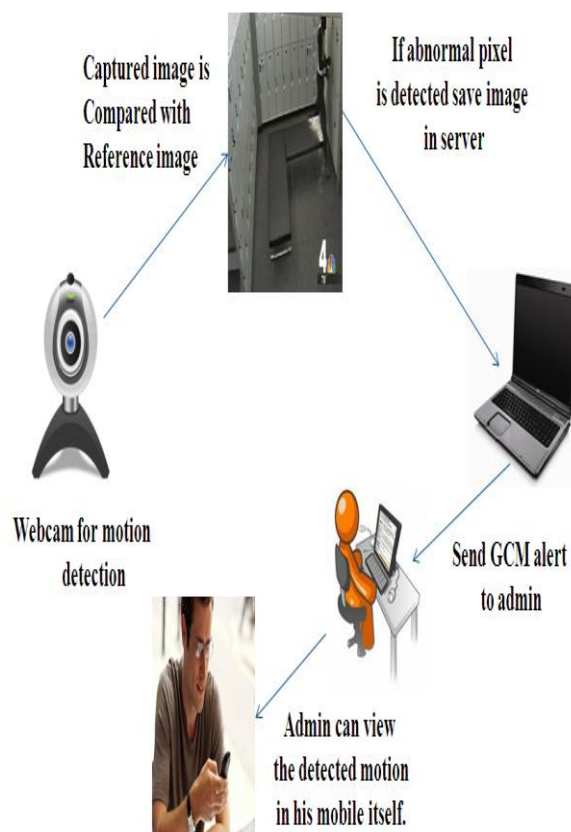 Captured image is
Compared with
Reference image
If abnormal pixel
is detected save image
in server
4
Webcam for motion
detection
Send GCM alert
to admin
Admin can view
the detected motion
in his mobile itself.